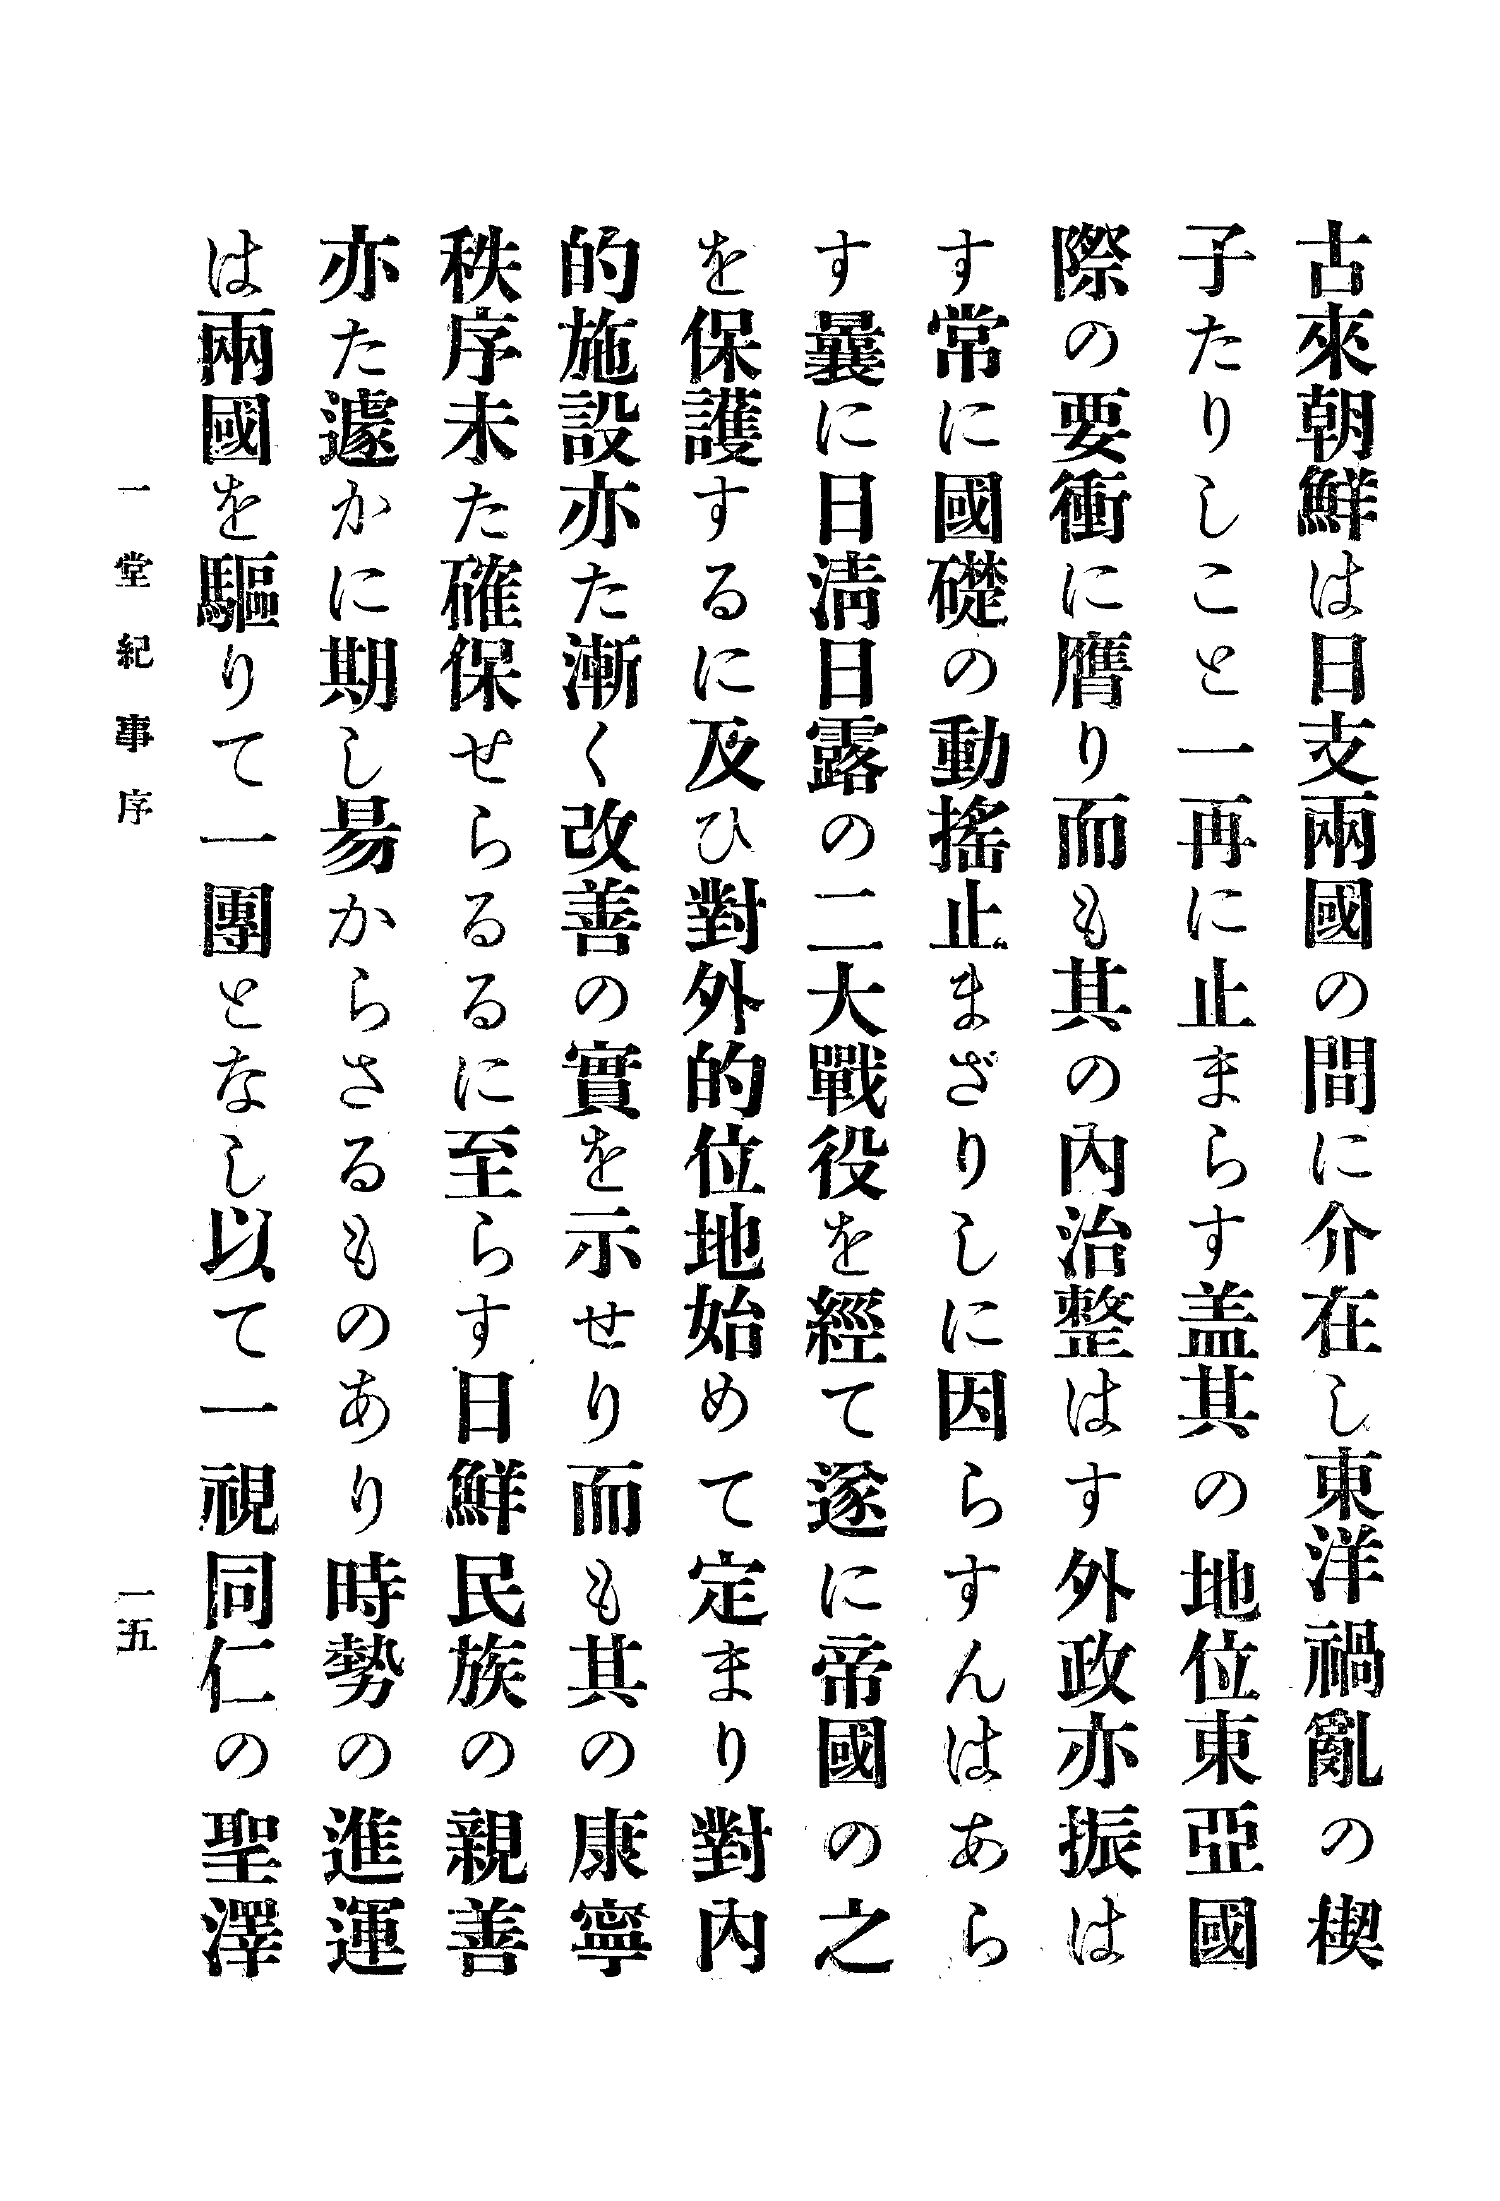 古來朝鮮は日支兩國の間に介在し東洋禍亂の楔
子たりしこと一再に止まらす盖其の地位東亞國
際の要衝に膺り而も其の內治整はす外政亦振は
す常に國礎の動搖止まざりしに因らすんはあら
す曩に日淸日露の二大戰役を經て遂に帝國の之
を保護するに及ひ對外的位地始めて定まり對內
的施設亦た漸く改善の實を示せり而も其の康寧
秩序未た確保せらるるに至らす日鮮民族の親善
亦た遽かに期し易からさるものあり時勢の進運
は兩國を驅りて一團となし以て一視同仁の聖澤
一堂紀事序
一五